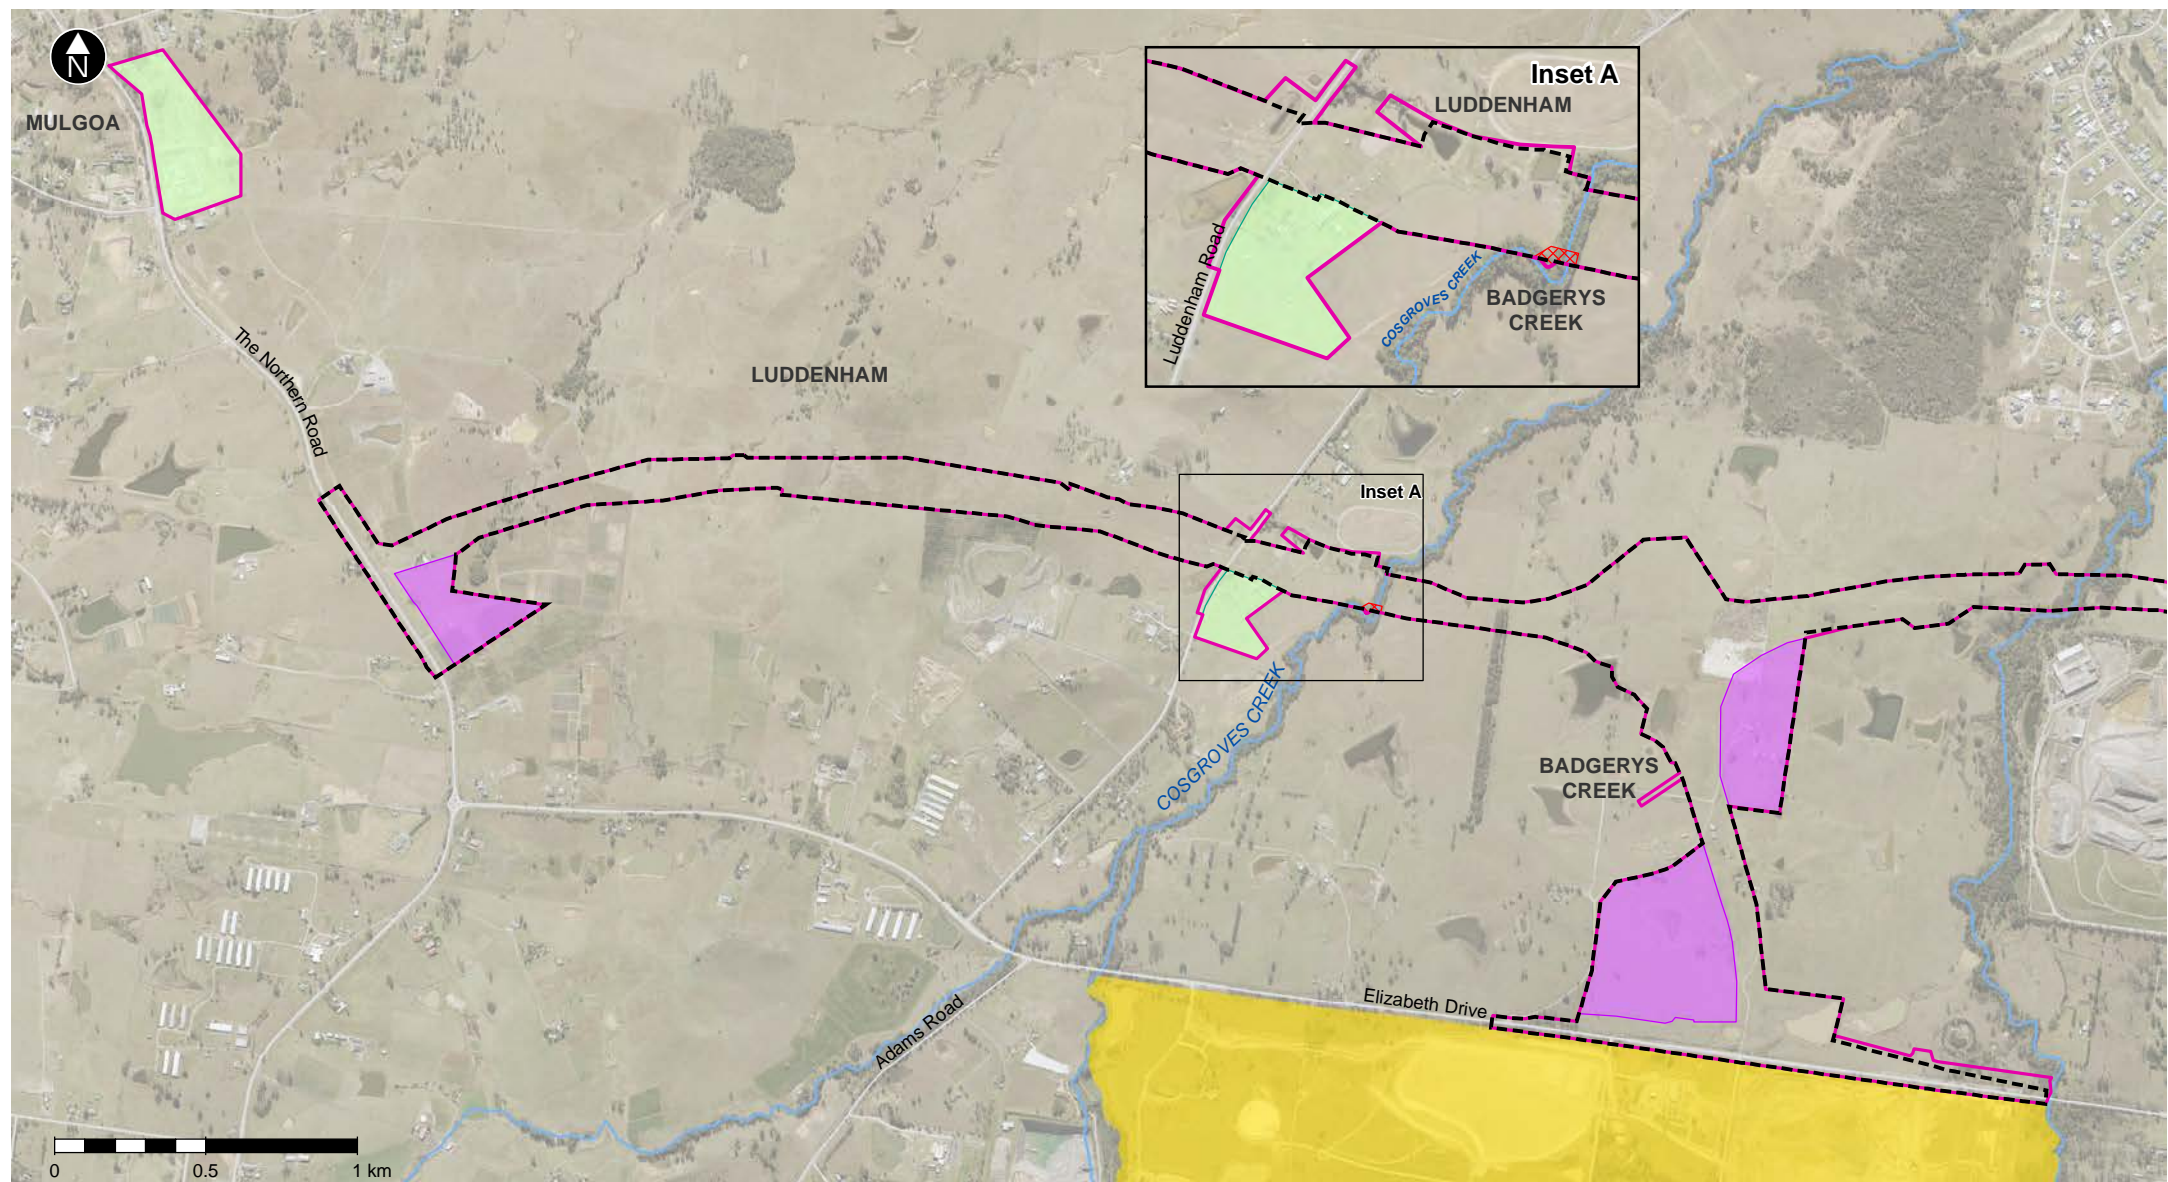 N
MULGOA
Inset A
LUDDENHAM
Luddenham Road
COSGROVES CREEK
BADGERYS
CREEK
The Northern Road
LUDDENHAM
Inset A
COSGROVES CREEK
BADGERYS
CREEK
Elizabeth Drive
Adams Road
0 0.5 1 km